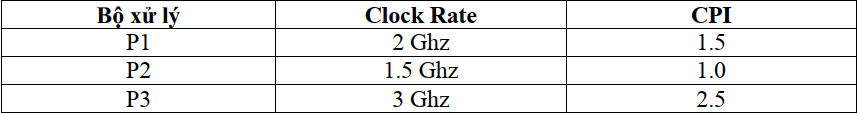 Bộ xử lý Clock Rate CPI
P1 2 Ghz 1.5
P2 1.5 Ghz 1.0
P3 3 Ghz 2.5